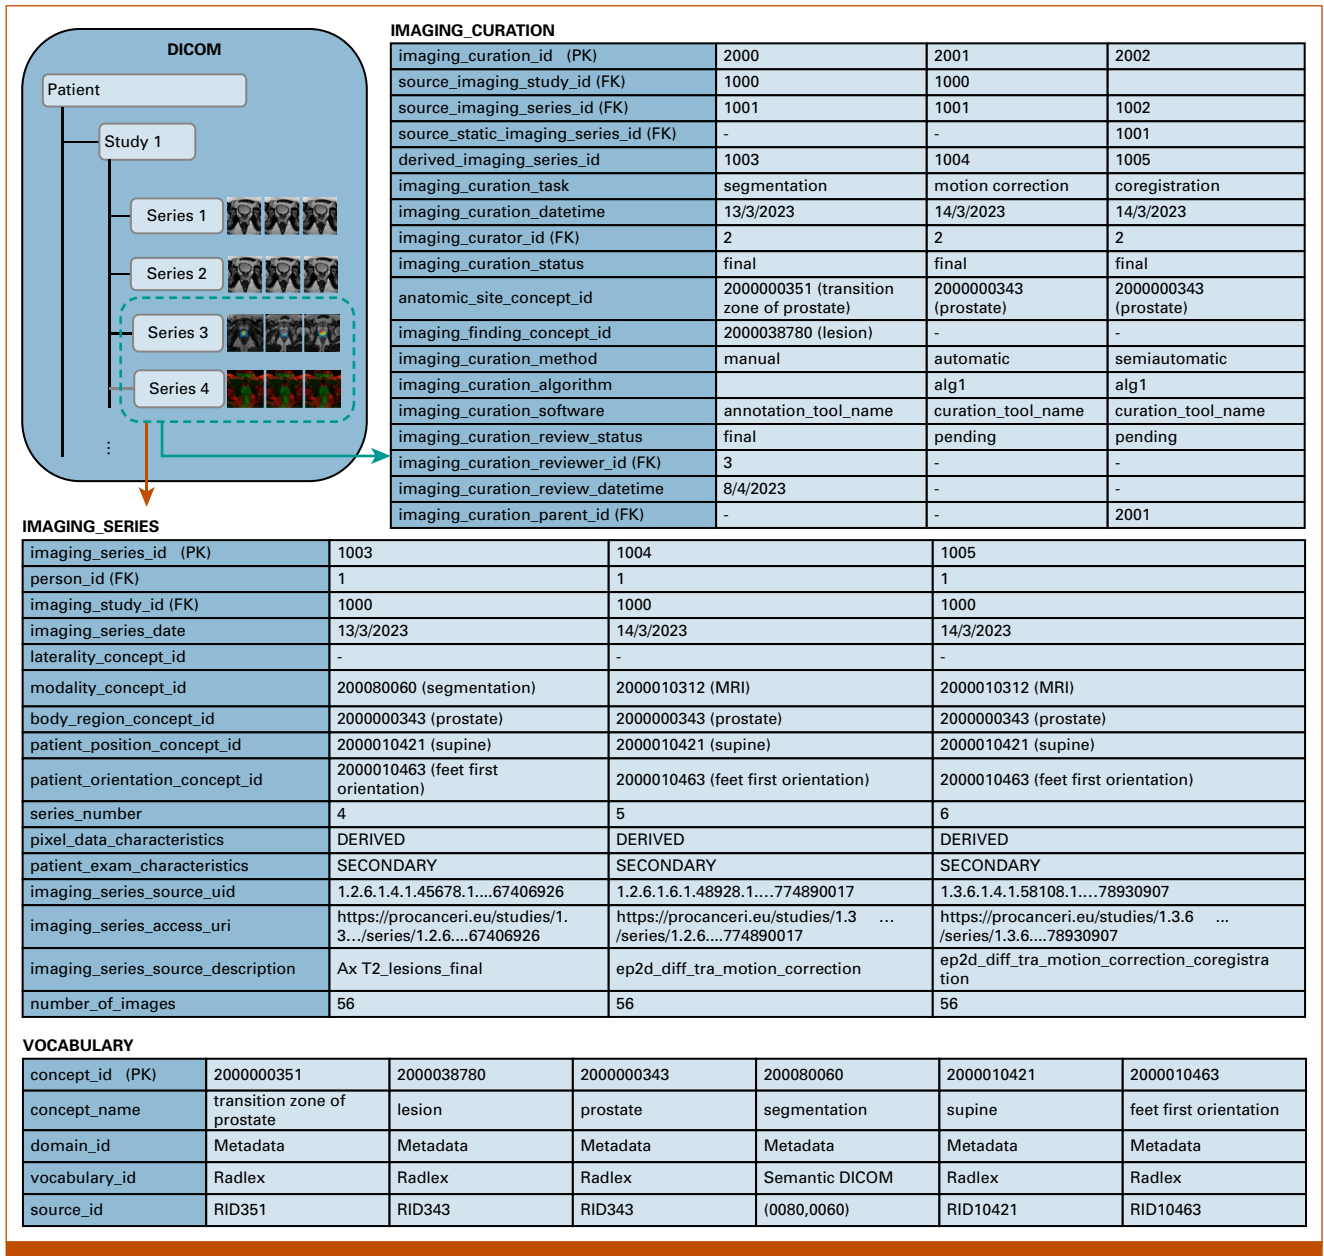 DICOM
Patient
Study 1
Series 1
Series 2
Series 3
Series 4
⋮
IMAGING_CURATION
imaging_curation_id (PK) 2000 2001 2002
source_imaging_study_id (FK) 1000 1000
source_imaging_series_id (FK) 1001 1001 1002
source_static_imaging_series_id (FK) - - 1001
derived_imaging_series_id 1003 1004 1005
imaging_curation_task segmentation motion correction coregistration
imaging_curation_datetime 13/3/2023 14/3/2023 14/3/2023
imaging_curator_id (FK) 2 2 2
imaging_curation_status final final final
anatomic_site_concept_id 2000000351 (transition 2000000343 2000000343
zone of prostate) (prostate) (prostate)
imaging_finding_concept_id 2000038780 (lesion) - -
imaging_curation_method manual automatic semiautomatic
imaging_curation_algorithm alg1 alg1
imaging_curation_software annotation_tool_name curation_tool_name curation_tool_name
imaging_curation_review_status final pending pending
imaging_curation_reviewer_id (FK) 3 - -
imaging_curation_review_datetime 8/4/2023 - -
imaging_curation_parent_id (FK) - - 2001
IMAGING_SERIES
imaging_series_id (PK) 1003 1004 1005
person_id (FK) 1 1 1
imaging_study_id (FK) 1000 1000 1000
imaging_series_date 13/3/2023 14/3/2023 14/3/2023
laterality_concept_id - - -
modality_concept_id 200080060 (segmentation) 2000010312 (MRI) 2000010312 (MRI)
body_region_concept_id 2000000343 (prostate) 2000000343 (prostate) 2000000343 (prostate)
patient_position_concept_id 2000010421 (supine) 2000010421 (supine) 2000010421 (supine)
patient_orientation_concept_id 2000010463 (feet first 2000010463 (feet first orientation) 2000010463 (feet first orientation)
orientation)
series_number 4 5 6
pixel_data_characteristics DERIVED DERIVED DERIVED
patient_exam_characteristics SECONDARY SECONDARY SECONDARY
imaging_series_source_uid 1.2.6.1.4.1.45678.1....67406926 1.2.6.1.6.1.48928.1....774890017 1.3.6.1.4.1.58108.1....78930907
imaging_series_access_uri https://procanceri.eu/studies/1. https://procanceri.eu/studies/1.3 ... https://procanceri.eu/studies/1.3.6 ...
3.../series/1.2.6....67406926 /series/1.2.6....774890017 /series/1.3.6....78930907
imaging_series_source_description Ax T2_lesions_final ep2d_diff_tra_motion_correction ep2d_diff_tra_motion_correction_coregistra
tion
number_of_images 56 56 56
VOCABULARY
concept_id (PK) 2000000351 2000038780 2000000343 200080060 2000010421 2000010463
concept_name transition zone of lesion prostate segmentation supine feet first orientation
prostate
domain_id Metadata Metadata Metadata Metadata Metadata Metadata
vocabulary_id Radlex Radlex Radlex Semantic DICOM Radlex Radlex
source_id RID351 RID343 RID343 (0080,0060) RID10421 RID10463